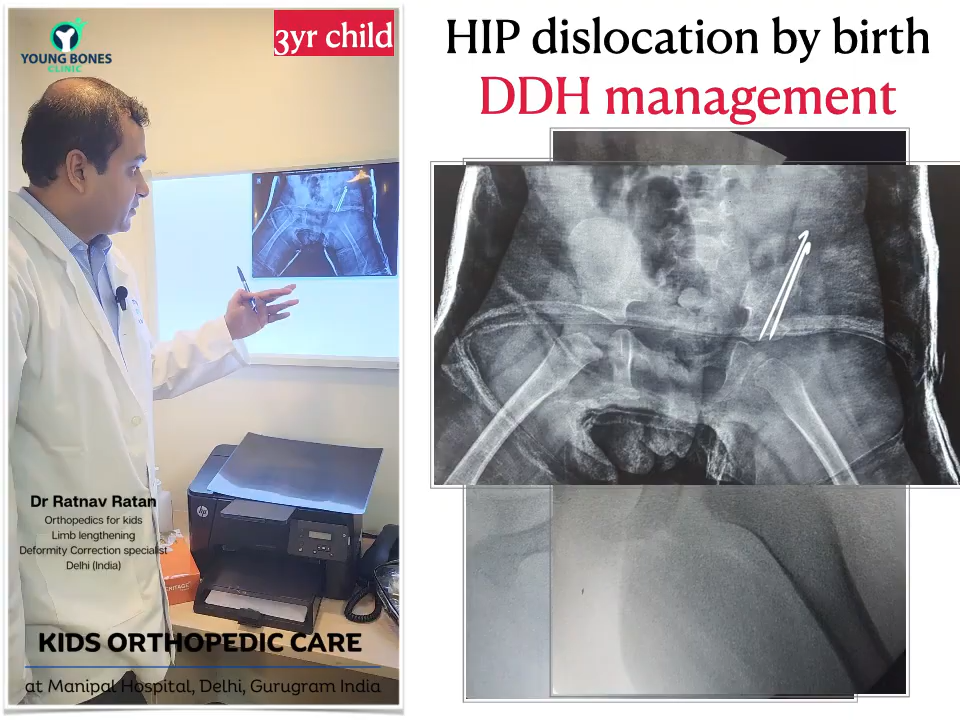 YOUNG BONES
CLINIC
3yr child
HIP dislocation by birth
DDH management
hp
Dr Ratnav Ratan
Orthopedics for kids
Limb lengthening
Deformity Correction specialist
Delhi (India)
KIDS ORTHOPEDIC CARE
at Manipal Hospital, Delhi, Gurugram India